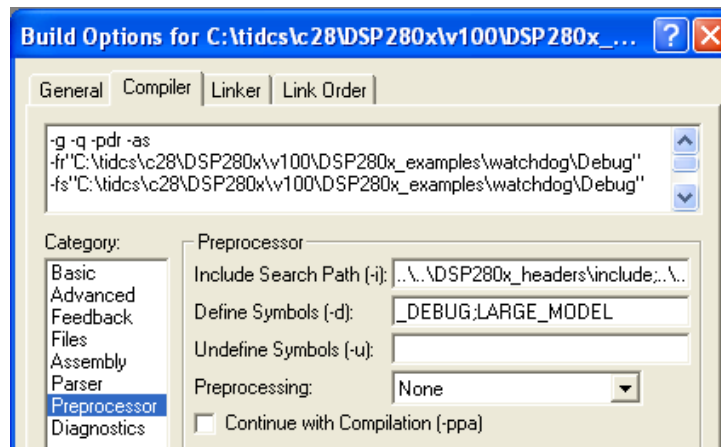 Build Options for C:\tidcs\c28\DSP280x\v100\DSP280x_...
General Compiler Linker Link Order
-g -q -pdr -as
-fr"C:\tidcs\c28\DSP280x\v100\DSP280x_examples\watchdog\Debug"
-fs"C:\tidcs\c28\DSP280x\v100\DSP280x_examples\watchdog\Debug"
Category:
Basic
Advanced
Feedback
Files
Assembly
Parser
Preprocessor
Diagnostics
Preprocessor
Include Search Path (-i): ..\..\DSP280x_headers\include;..\..
Define Symbols (-d): _DEBUG;LARGE_MODEL
Undefine Symbols (-u):
Preprocessing: None
Continue with Compilation (-ppa)